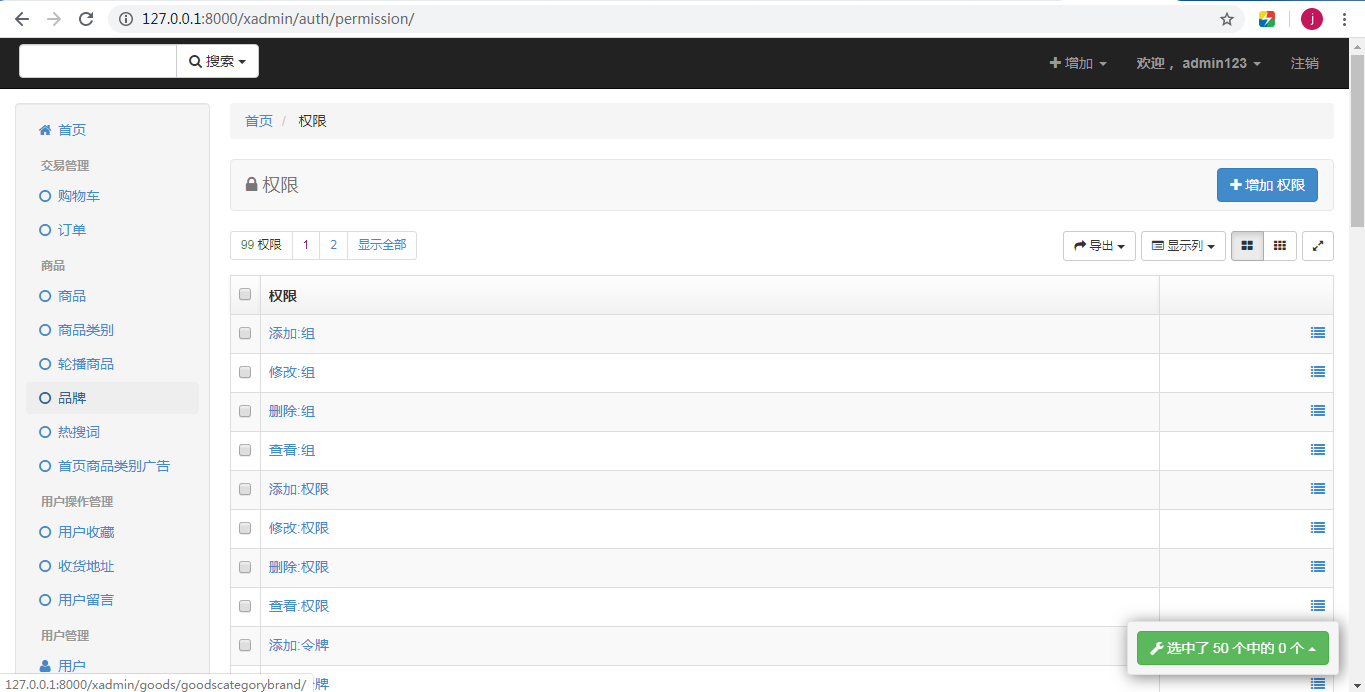 127.0.0.1:8000/xadmin/auth/permission/
j
搜索
增加
欢迎， admin123
注销
首页
交易管理
购物车
订单
商品
商品
商品类别
轮播商品
品牌
热搜词
首页商品类别广告
用户操作管理
用户收藏
收货地址
用户留言
用户管理
用户
首页 / 权限
权限
增加 权限
99 权限 1 2 显示全部
导出 显示列
权限
添加:组
修改:组
删除:组
查看:组
添加:权限
修改:权限
删除:权限
查看:权限
添加:令牌
选中了 50 个中的 0 个
127.0.0.1:8000/xadmin/goods/goodscategorybrand/
牌